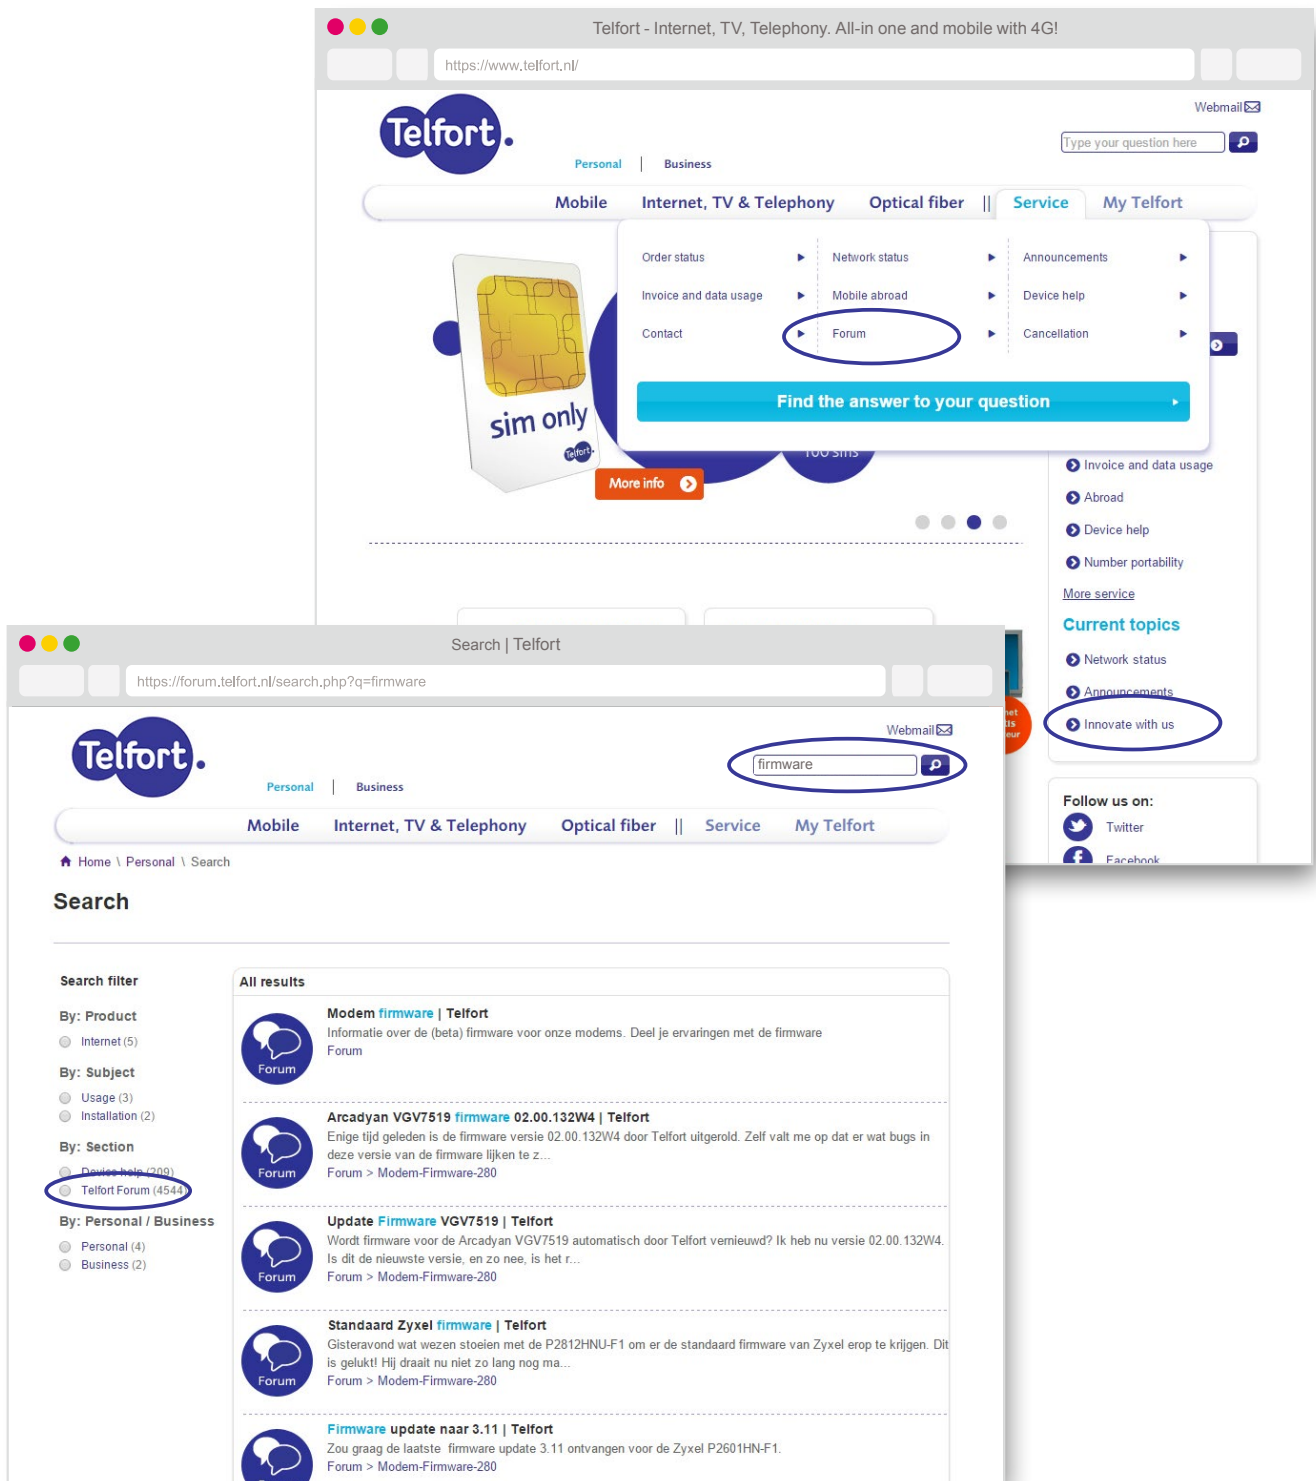 Telfort - Internet, TV, Telephony. All-in one and mobile with 4G!
https://www.telfort.nl/
Telfort.
Webmail
Type your question here
Personal | Business
Mobile Internet, TV & Telephony Optical fiber || Service My Telfort
Order status Network status Announcements
Invoice and data usage Mobile abroad Device help
Contact Forum Cancellation
Find the answer to your question
sim only
Telfort.
100 sms
More info
Invoice and data usage
Abroad
Device help
Number portability
More service
Current topics
Network status
Announcements
Innovate with us
Follow us on:
Twitter
Facebook
Search | Telfort
https://forum.telfort.nl/search.php?q=firmware
Telfort.
Webmail
firmware
Personal | Business
Mobile Internet, TV & Telephony Optical fiber || Service My Telfort
Home \ Personal \ Search
Search
Search filter
By: Product
Internet (5)
By: Subject
Usage (3)
Installation (2)
By: Section
Device help (209)
Telfort Forum (4544)
By: Personal / Business
Personal (4)
Business (2)
All results
Forum
Modem firmware | Telfort
Informatie over de (beta) firmware voor onze modems. Deel je ervaringen met de firmware
Forum
Forum
Arcadyan VGV7519 firmware 02.00.132W4 | Telfort
Enige tijd geleden is de firmware versie 02.00.132W4 door Telfort uitgerold. Zelf valt me op dat er wat bugs in
deze versie van de firmware lijken te z...
Forum > Modem-Firmware-280
Forum
Update Firmware VGV7519 | Telfort
Wordt firmware voor de Arcadyan VGV7519 automatisch door Telfort vernieuwd? Ik heb nu versie 02.00.132W4.
Is dit de nieuwste versie, en zo nee, is het r...
Forum > Modem-Firmware-280
Forum
Standaard Zyxel firmware | Telfort
Gisteravond wat wezen stoeien met de P2812HNU-F1 om er de standaard firmware van Zyxel erop te krijgen. Dit
is gelukt! Hij draait nu niet zo lang nog ma...
Forum > Modem-Firmware-280
Firmware update naar 3.11 | Telfort
Zou graag de laatste firmware update 3.11 ontvangen voor de Zyxel P2601HN-F1.
Forum > Modem-Firmware-280